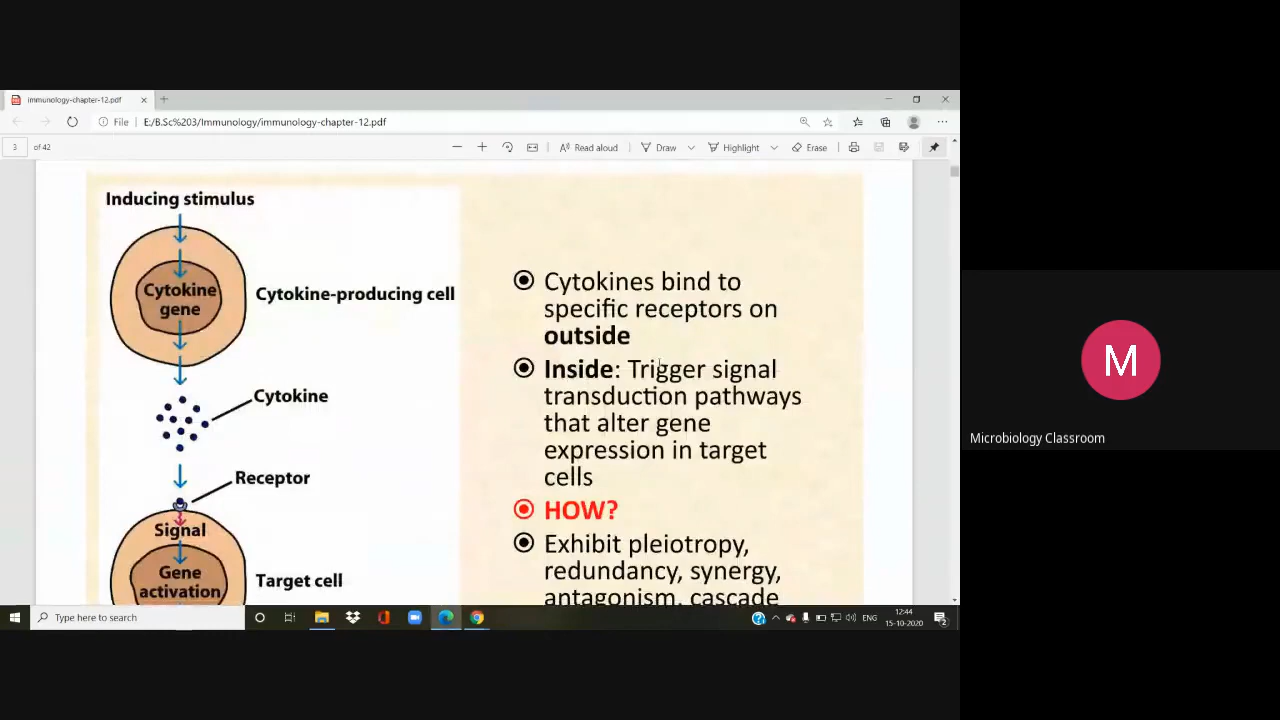 immunology-chapter-12.pdf
File
E:/B.Sc%203/Immunology/immunology-chapter-12.pdf
3 of 42
Read aloud
Draw
Highlight
Erase
Inducing stimulus
Cytokine
gene
Cytokine-producing cell
Cytokine
Receptor
Signal
Gene
activation
Target cell
Cytokines bind to
specific receptors on
outside
Inside: Trigger signal
transduction pathways
that alter gene
expression in target
cells
HOW?
Exhibit pleiotropy,
redundancy, synergy,
antagonism, cascade
M
Microbiology Classroom
Type here to search
ENG
12:44
15-10-2020
2